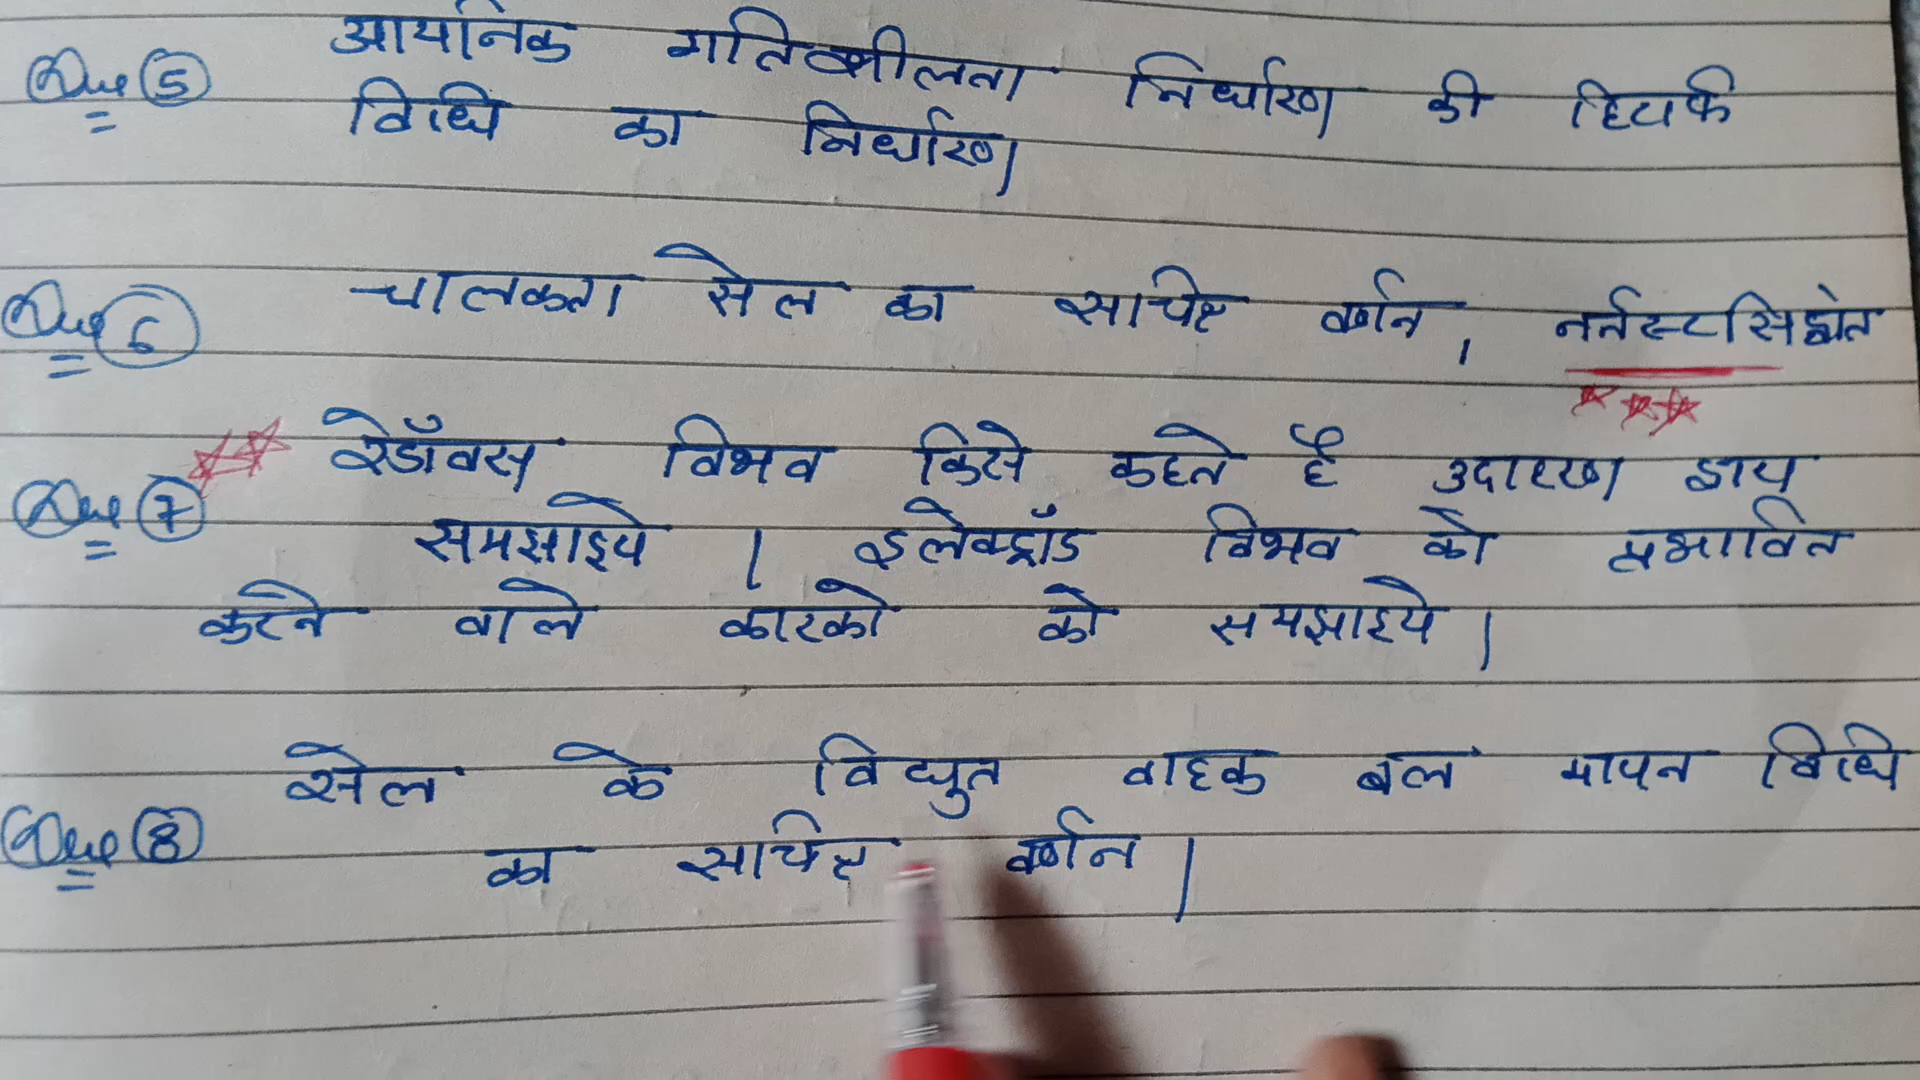 Que 5 आयनिक गतिशीलता निर्धारण की हिटार्फ
विधि का निर्धारण
Que 6 चालकता सेल का सचित्र वर्णन, नर्नस्ट सिद्धांत
Que 7 रेडॉक्स विभव किसे कहते है उदाहरण द्वारा
समझाइये । इलेक्ट्रॉड विभव को प्रभावित
करने वाले कारको को समझाइये ।
Que 8 सेल के विद्युत वाहक बल मापन विधि
का सचित्र वर्णन ।